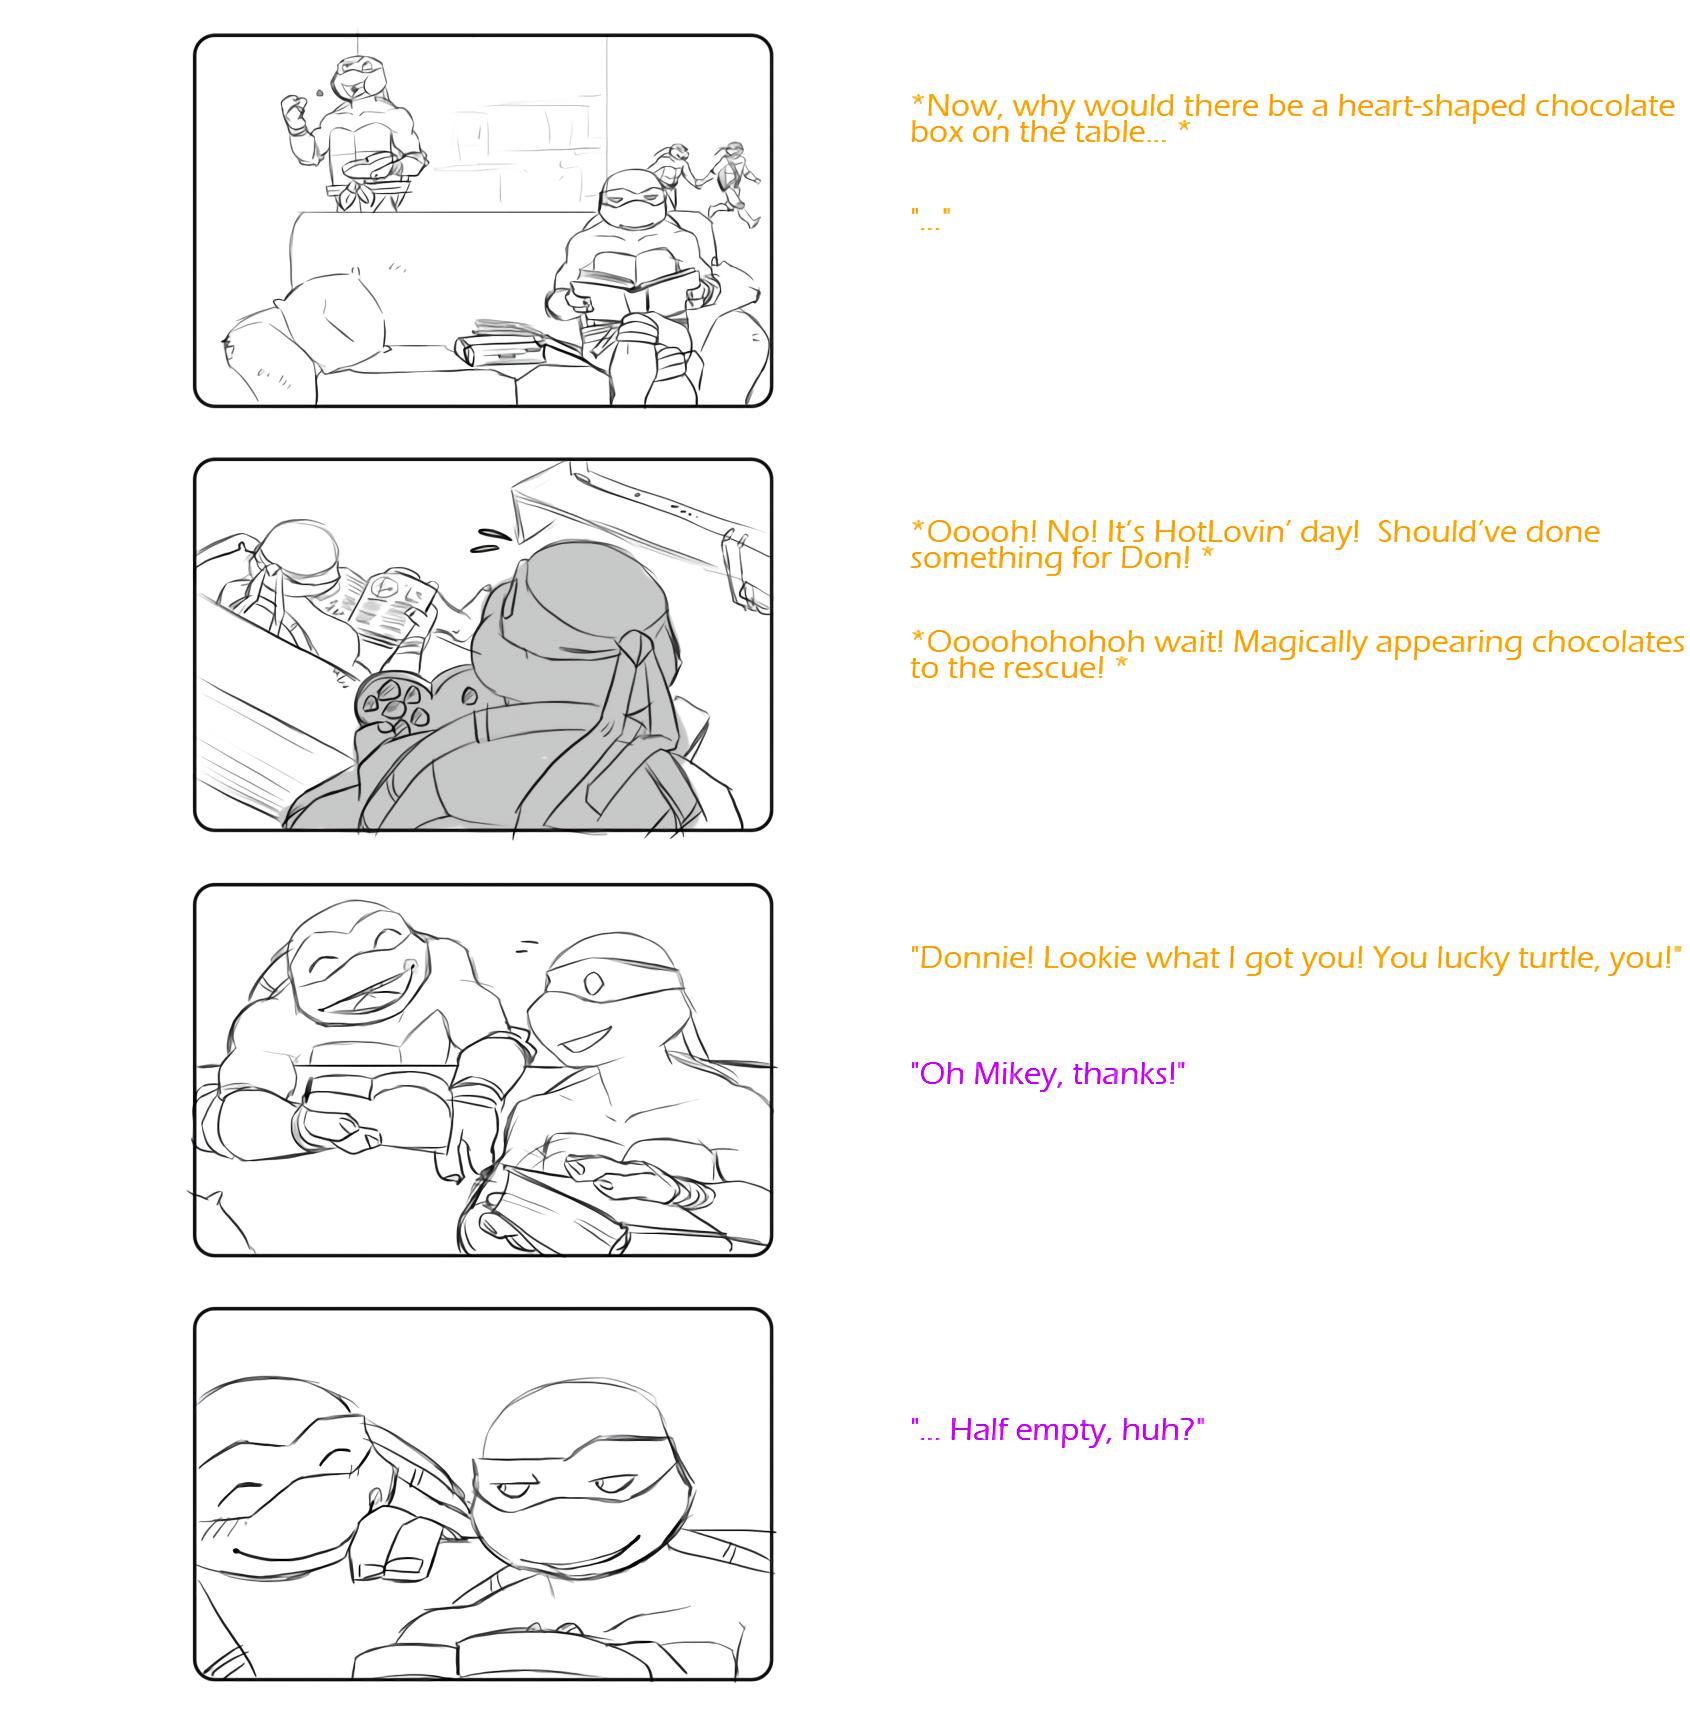 *Now, why would there be a heart-shaped chocolate
box on the table... *
"..."
*Ooooh! No! It’s HotLovin’ day!  Should’ve done
something for Don! *
*Oooohohohoh wait! Magically appearing chocolates
to the rescue! *
"Donnie! Lookie what I got you! You lucky turtle, you!"
"Oh Mikey, thanks!"
"... Half empty, huh?"